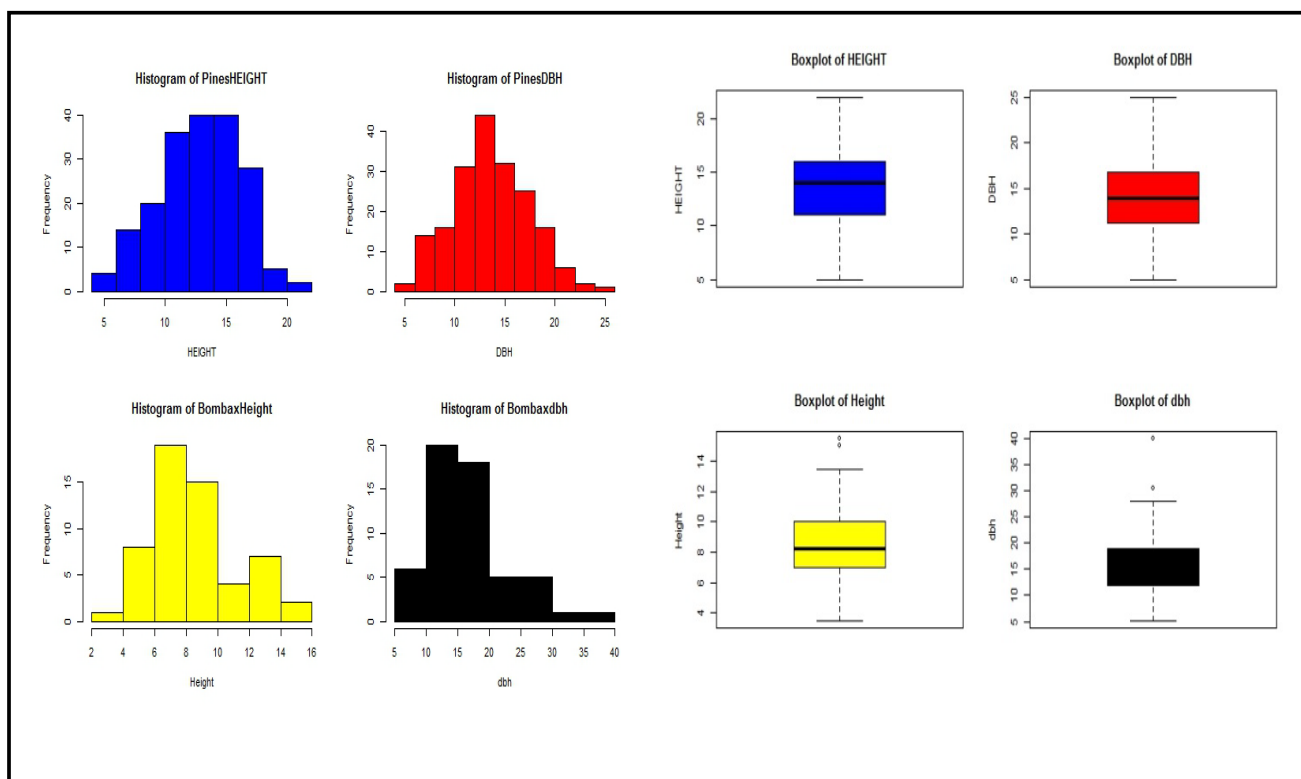 Histogram of PinesHEIGHT
Frequency
0 10 20 30 40
5 10 15 20
HEIGHT
Histogram of PinesDBH
Frequency
0 10 20 30 40
5 10 15 20 25
DBH
Boxplot of HEIGHT
HEIGHT
5 10 15 20
Boxplot of DBH
DBH
5 10 15 20 25
Histogram of BombaxHeight
Frequency
0 5 10 15
2 4 6 8 10 12 14 16
Height
Histogram of Bombaxdbh
Frequency
0 5 10 15 20
5 10 15 20 25 30 35 40
dbh
Boxplot of Height
Height
4 6 8 10 12 14
Boxplot of dbh
dbh
5 10 15 20 25 30 35 40